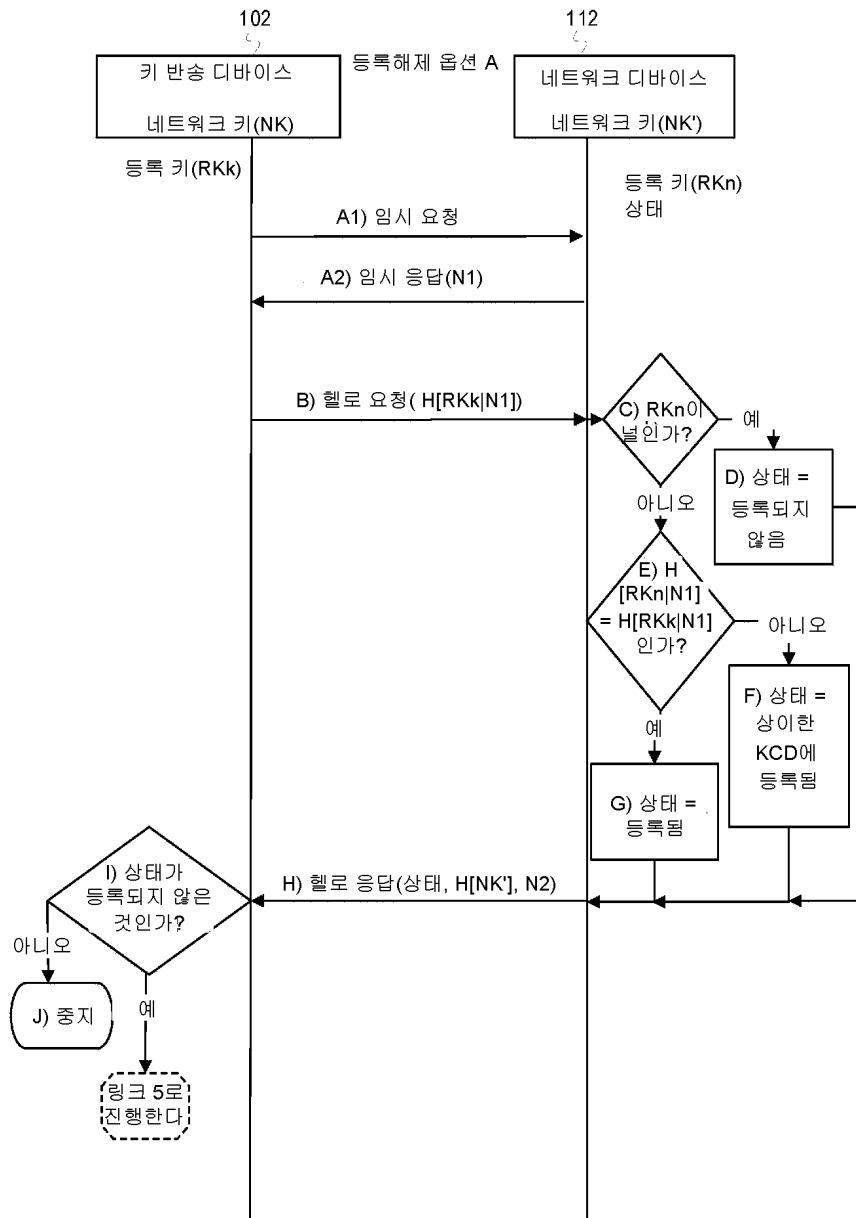 102
112
키 반송 디바이스
네트워크 키(NK)
등록해제 옵션 A
네트워크 디바이스
네트워크 키(NK')
등록 키(RKk)
등록 키(RKn)
상태
A1) 임시 요청
A2) 임시 응답(N1)
B) 헬로 요청( H[RKk|N1])
C) RKn이
널인가?
예
D) 상태 =
등록되지
않음
아니오
E) H
[RKn|N1]
= H[RKk|N1]
인가?
아니오
F) 상태 =
상이한
KCD에
등록됨
예
G) 상태 =
등록됨
H) 헬로 응답(상태, H[NK'], N2)
I) 상태가
등록되지 않은
것인가?
아니오
J) 중지
예
링크 5로
진행한다